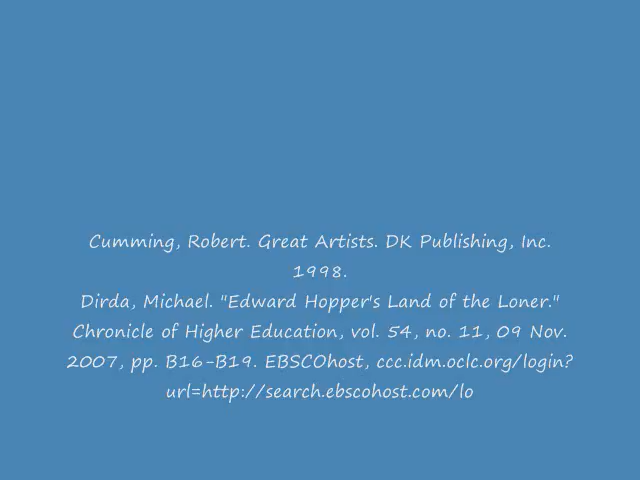 Cumming, Robert. Great Artists. DK Publishing, Inc.
1998.
Dirda, Michael. "Edward Hopper's Land of the Loner."
Chronicle of Higher Education, vol. 54, no. 11, 09 Nov.
2007, pp. B16-B19. EBSCOhost, ccc.idm.oclc.org/login?
url=http://search.ebscohost.com/lo